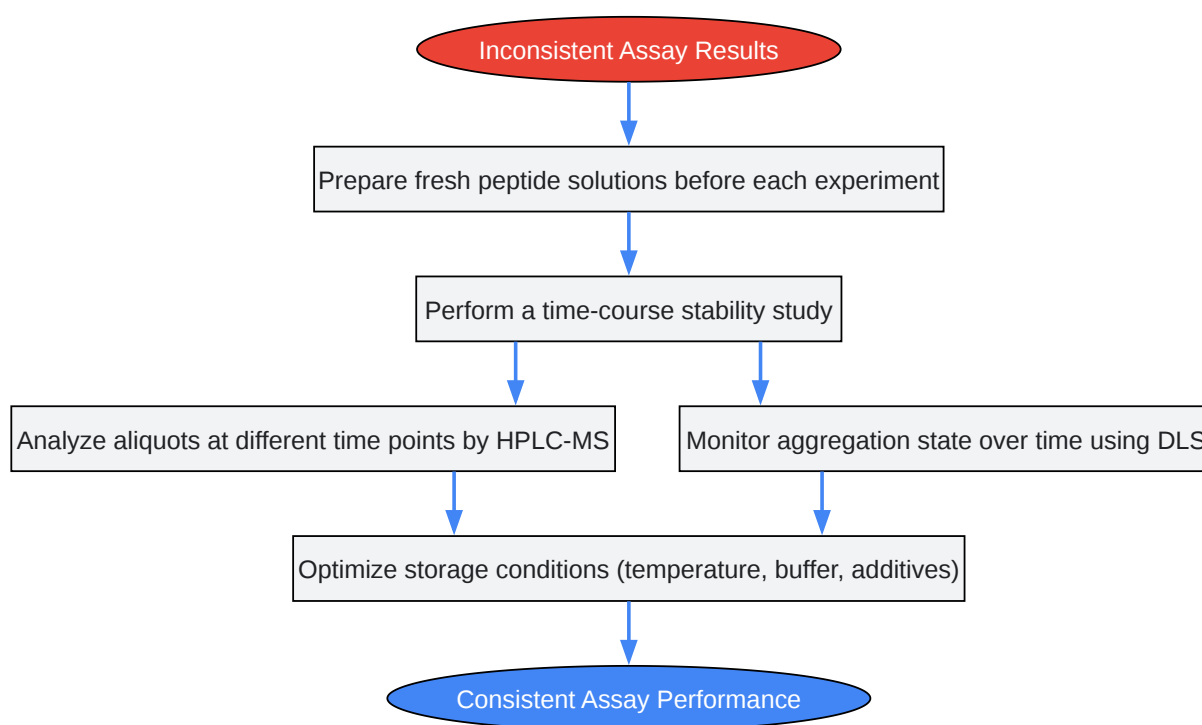 Inconsistent Assay Results
Prepare fresh peptide solutions before each experiment
Perform a time-course stability study
Analyze aliquots at different time points by HPLC-MS
Monitor aggregation state over time using DLS
Optimize storage conditions (temperature, buffer, additives)
Consistent Assay Performance